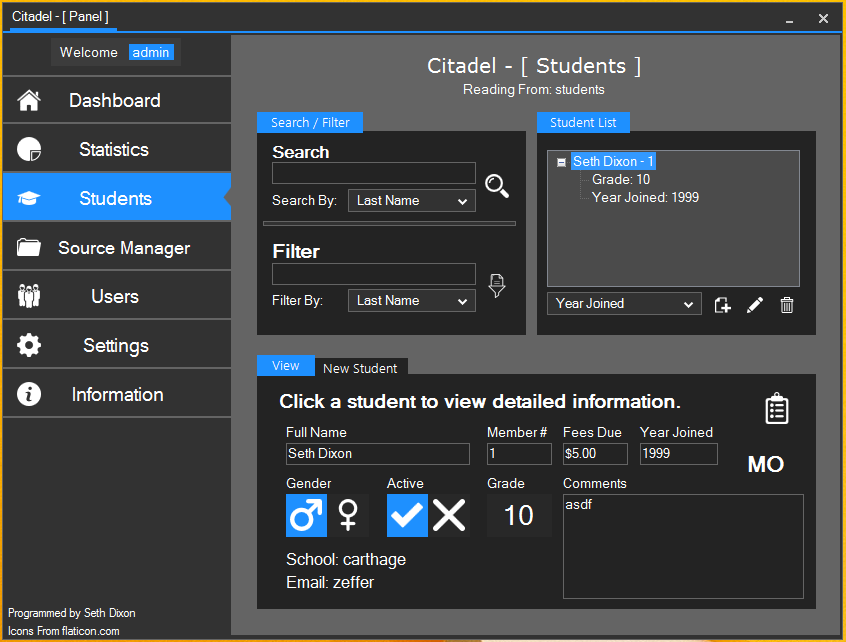 Citadel - [ Panel ]
Welcome admin
Dashboard
Statistics
Students
Source Manager
Users
Settings
Information
Programmed by Seth Dixon
Icons From flaticon.com
Citadel - [ Students ]
Reading From: students
Search / Filter
Search
Search By: Last Name
Filter
Filter By: Last Name
Student List
Seth Dixon - 1
Grade: 10
Year Joined: 1999
Year Joined
View New Student
Click a student to view detailed information.
Full Name Member # Fees Due Year Joined
Seth Dixon 1 $5.00 1999
MO
Gender Active Grade Comments
10 asdf
School: carthage
Email: zeffer